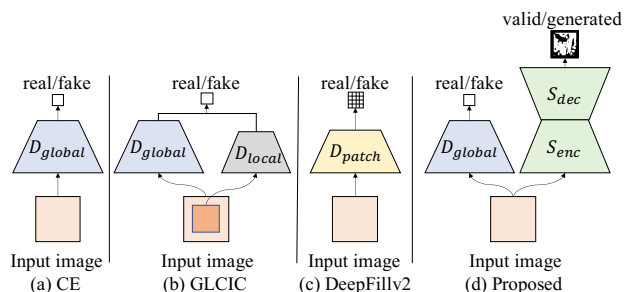 valid/generated
real/fake
real/fake
real/fake
real/fake
S_dec
D_global
D_global
D_local
D_patch
D_global
S_enc
Input image
Input image
Input image
Input image
(a) CE
(b) GLCIC
(c) DeepFillv2
(d) Proposed